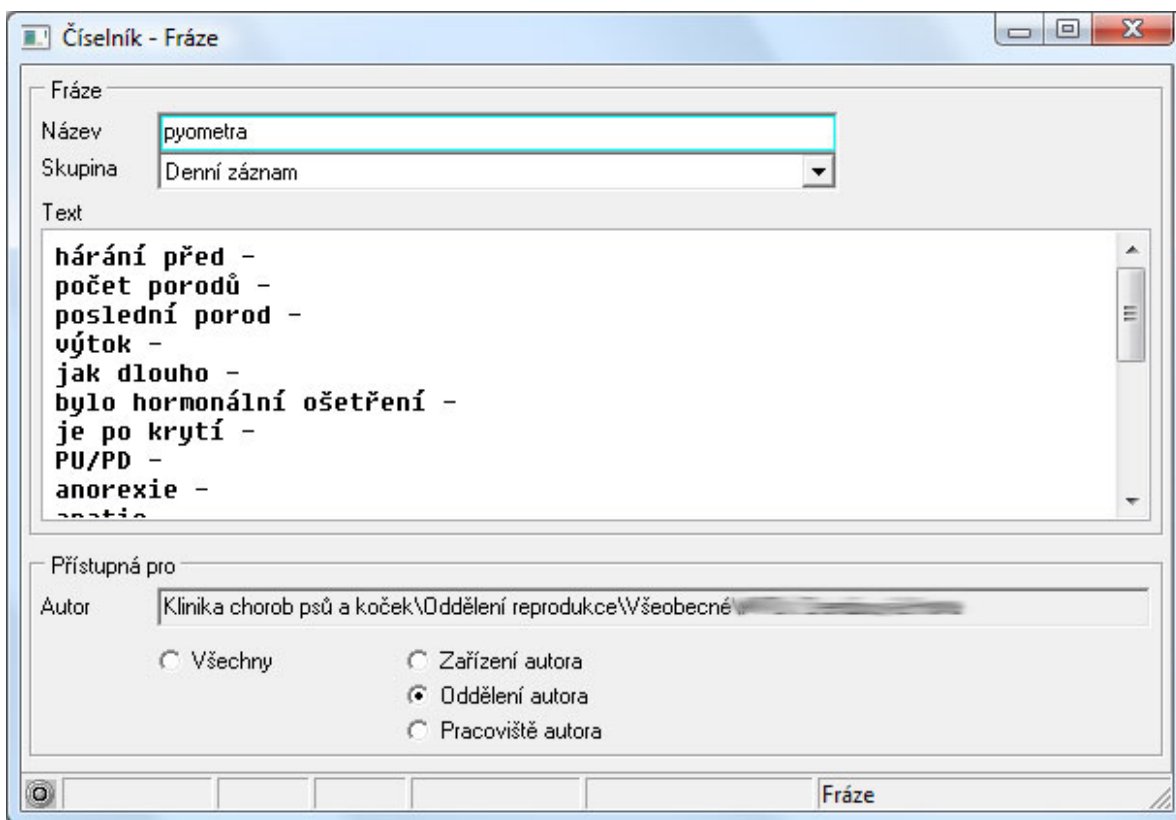 Číselník - Fráze
Fráze
Název pyometra
Skupina Denní záznam
Text
hárání před -
počet porodů -
poslední porod -
výtok -
jak dlouho -
bylo hormonální ošetření -
je po krytí -
PU/PD -
anorexie -
Přístupná pro
Autor Klinika chorob psů a koček\Oddělení reprodukce\Všeobecné\
Všechny Zařízení autora
Oddělení autora
Pracoviště autora
Fráze